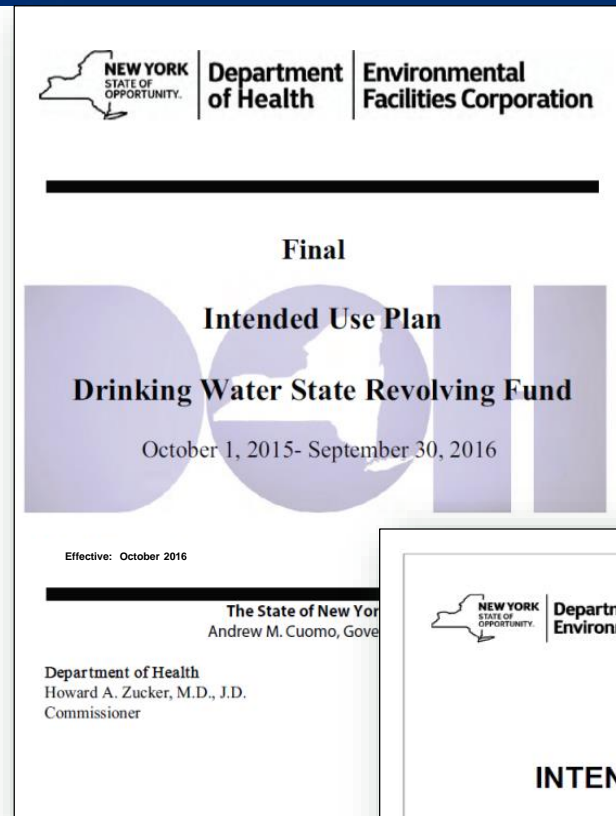 NEW YORK
STATE OF
OPPORTUNITY.
Department
of Health
Environmental
Facilities Corporation
Final
Intended Use Plan
Drinking Water State Revolving Fund
October 1, 2015- September 30, 2016
Effective: October 2016
The State of New Yor
Andrew M. Cuomo, Gove
Department of Health
Howard A. Zucker, M.D., J.D.
Commissioner
NEW YORK
STATE OF
OPPORTUNITY.
Departm
Environn
INTEN